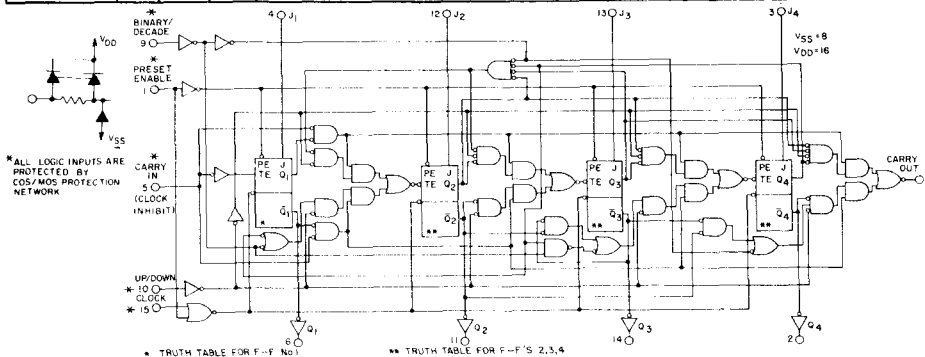 * BINARY/
DECADE
9
* PRESET
ENABLE
1
VDD
VSS
* ALL LOGIC INPUTS ARE
PROTECTED BY
COS/MOS PROTECTION
NETWORK
* CARRY
IN
5
(CLOCK
INHIBIT)
UP/DOWN
* 10
CLOCK
* 15
4 J1
12 J2
13 J3
3 J4
VSS=8
VDD=16
PE J
TE Q1
Q̅1
*
PE J
TE Q2
Q̅2
**
PE J
TE Q3
Q̅3
**
PE J
TE Q4
Q̅4
**
CARRY
OUT
Q1
6
Q2
11
Q3
14
Q4
2
* TRUTH TABLE FOR F-F No1
** TRUTH TABLE FOR F-F'S 2,3,4